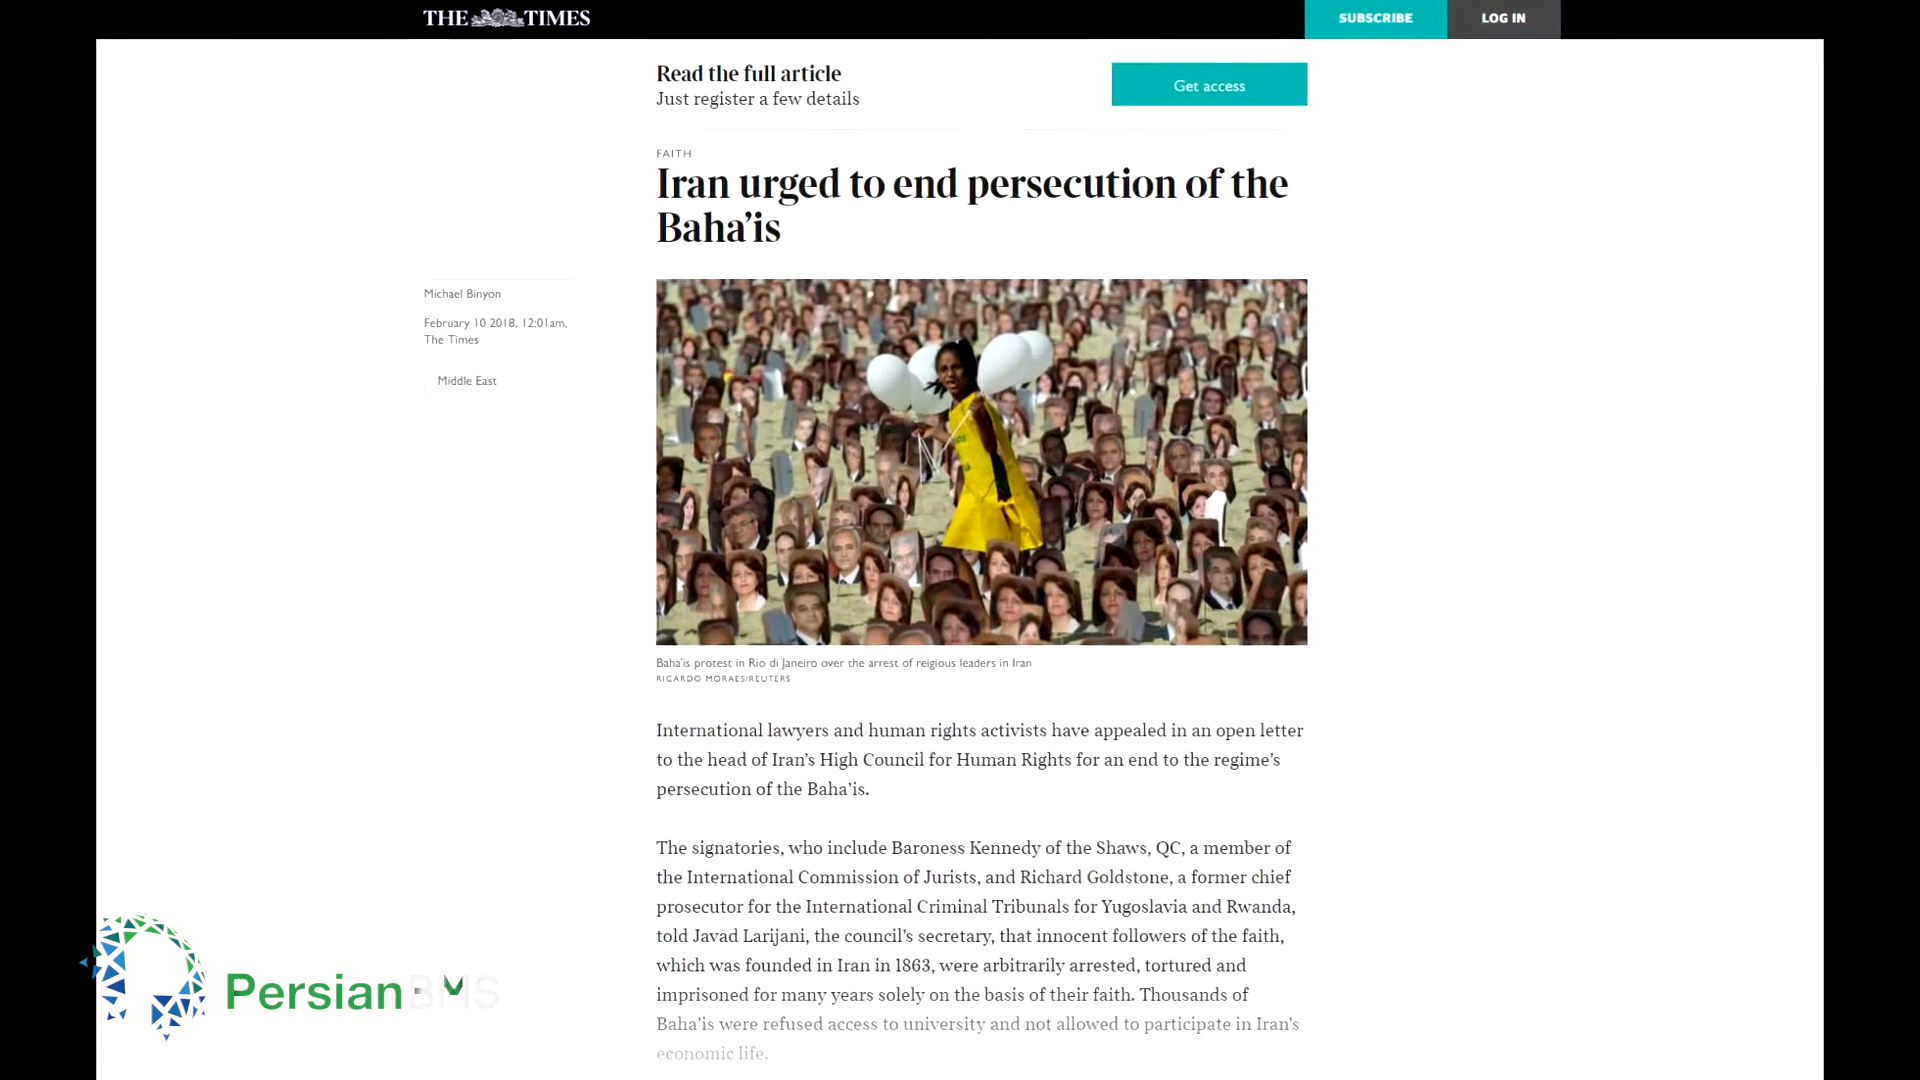 THE TIMES
SUBSCRIBE
LOG IN
Read the full article
Just register a few details
Get access
FAITH
Iran urged to end persecution of the
Baha'is
Michael Binyon
February 10 2018, 12:01am,
The Times
Middle East
Baha'is protest in Rio di Janeiro over the arrest of reigious leaders in Iran
RICARDO MORAES/REUTERS
International lawyers and human rights activists have appealed in an open letter
to the head of Iran's High Council for Human Rights for an end to the regime's
persecution of the Baha'is.
The signatories, who include Baroness Kennedy of the Shaws, QC, a member of
the International Commission of Jurists, and Richard Goldstone, a former chief
prosecutor for the International Criminal Tribunals for Yugoslavia and Rwanda,
told Javad Larijani, the council's secretary, that innocent followers of the faith,
which was founded in Iran in 1863, were arbitrarily arrested, tortured and
imprisoned for many years solely on the basis of their faith. Thousands of
Baha'is were refused access to university and not allowed to participate in Iran's
economic life.
PersianBMS